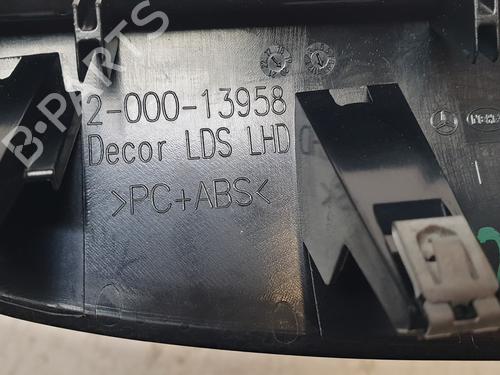 2-000-13958
Decor LDS LHD
>PC+ABS<
B-PARTS